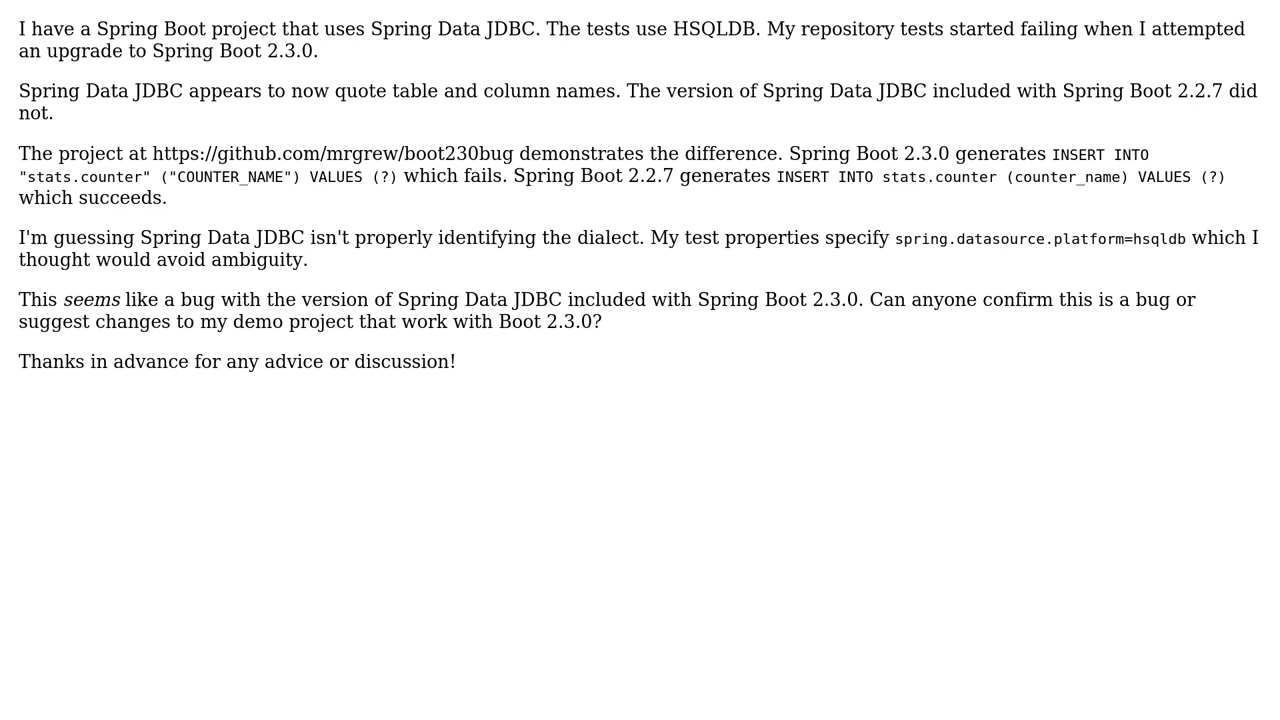 I have a Spring Boot project that uses Spring Data JDBC. The tests use HSQLDB. My repository tests started failing when I attempted
an upgrade to Spring Boot 2.3.0.
Spring Data JDBC appears to now quote table and column names. The version of Spring Data JDBC included with Spring Boot 2.2.7 did
not.
The project at https://github.com/mrgrew/boot230bug demonstrates the difference. Spring Boot 2.3.0 generates INSERT INTO
"stats.counter" ("COUNTER_NAME") VALUES (?) which fails. Spring Boot 2.2.7 generates INSERT INTO stats.counter (counter_name) VALUES (?)
which succeeds.
I'm guessing Spring Data JDBC isn't properly identifying the dialect. My test properties specify spring.datasource.platform=hsqldb which I
thought would avoid ambiguity.
This seems like a bug with the version of Spring Data JDBC included with Spring Boot 2.3.0. Can anyone confirm this is a bug or
suggest changes to my demo project that work with Boot 2.3.0?
Thanks in advance for any advice or discussion!